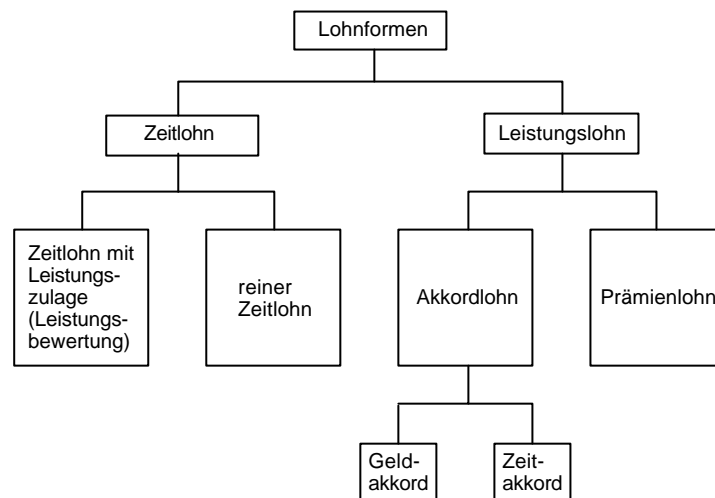 Lohnformen
Zeitlohn
Leistungslohn
Zeitlohn mit
Leistungs-
zulage
(Leistungs-
bewertung)
reiner
Zeitlohn
Akkordlohn
Prämienlohn
Geld-
akkord
Zeit-
akkord